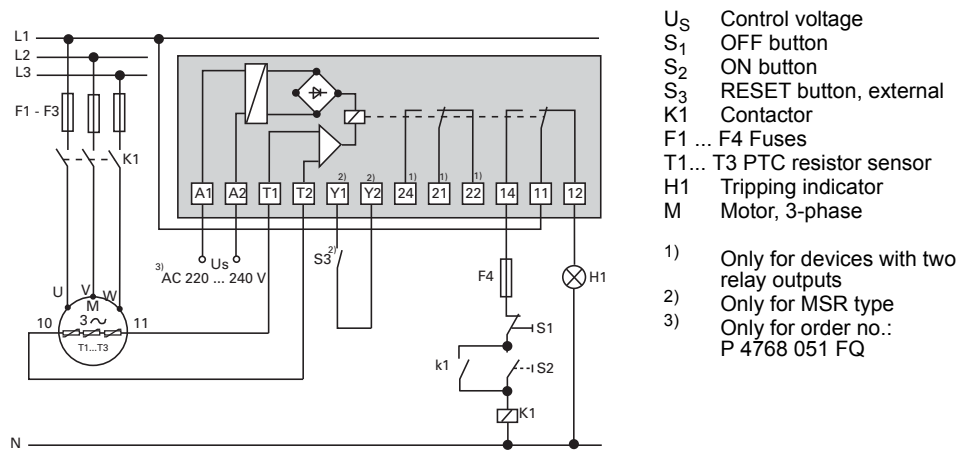 L1
L2
L3
F1 - F3
K1
A1 A2 T1 T2 2) Y1 2) Y2 1) 24 1) 21 1) 22 14 11 12
3) AC 220 ... 240 V
Us
S3 2)
F4
H1
U V W
M
3
10 11
T1...T3
S1
k1
S2
K1
N
US Control voltage
S1 OFF button
S2 ON button
S3 RESET button, external
K1 Contactor
F1 ... F4 Fuses
T1... T3 PTC resistor sensor
H1 Tripping indicator
M Motor, 3-phase
1) Only for devices with two
relay outputs
2) Only for MSR type
3) Only for order no.:
P 4768 051 FQ